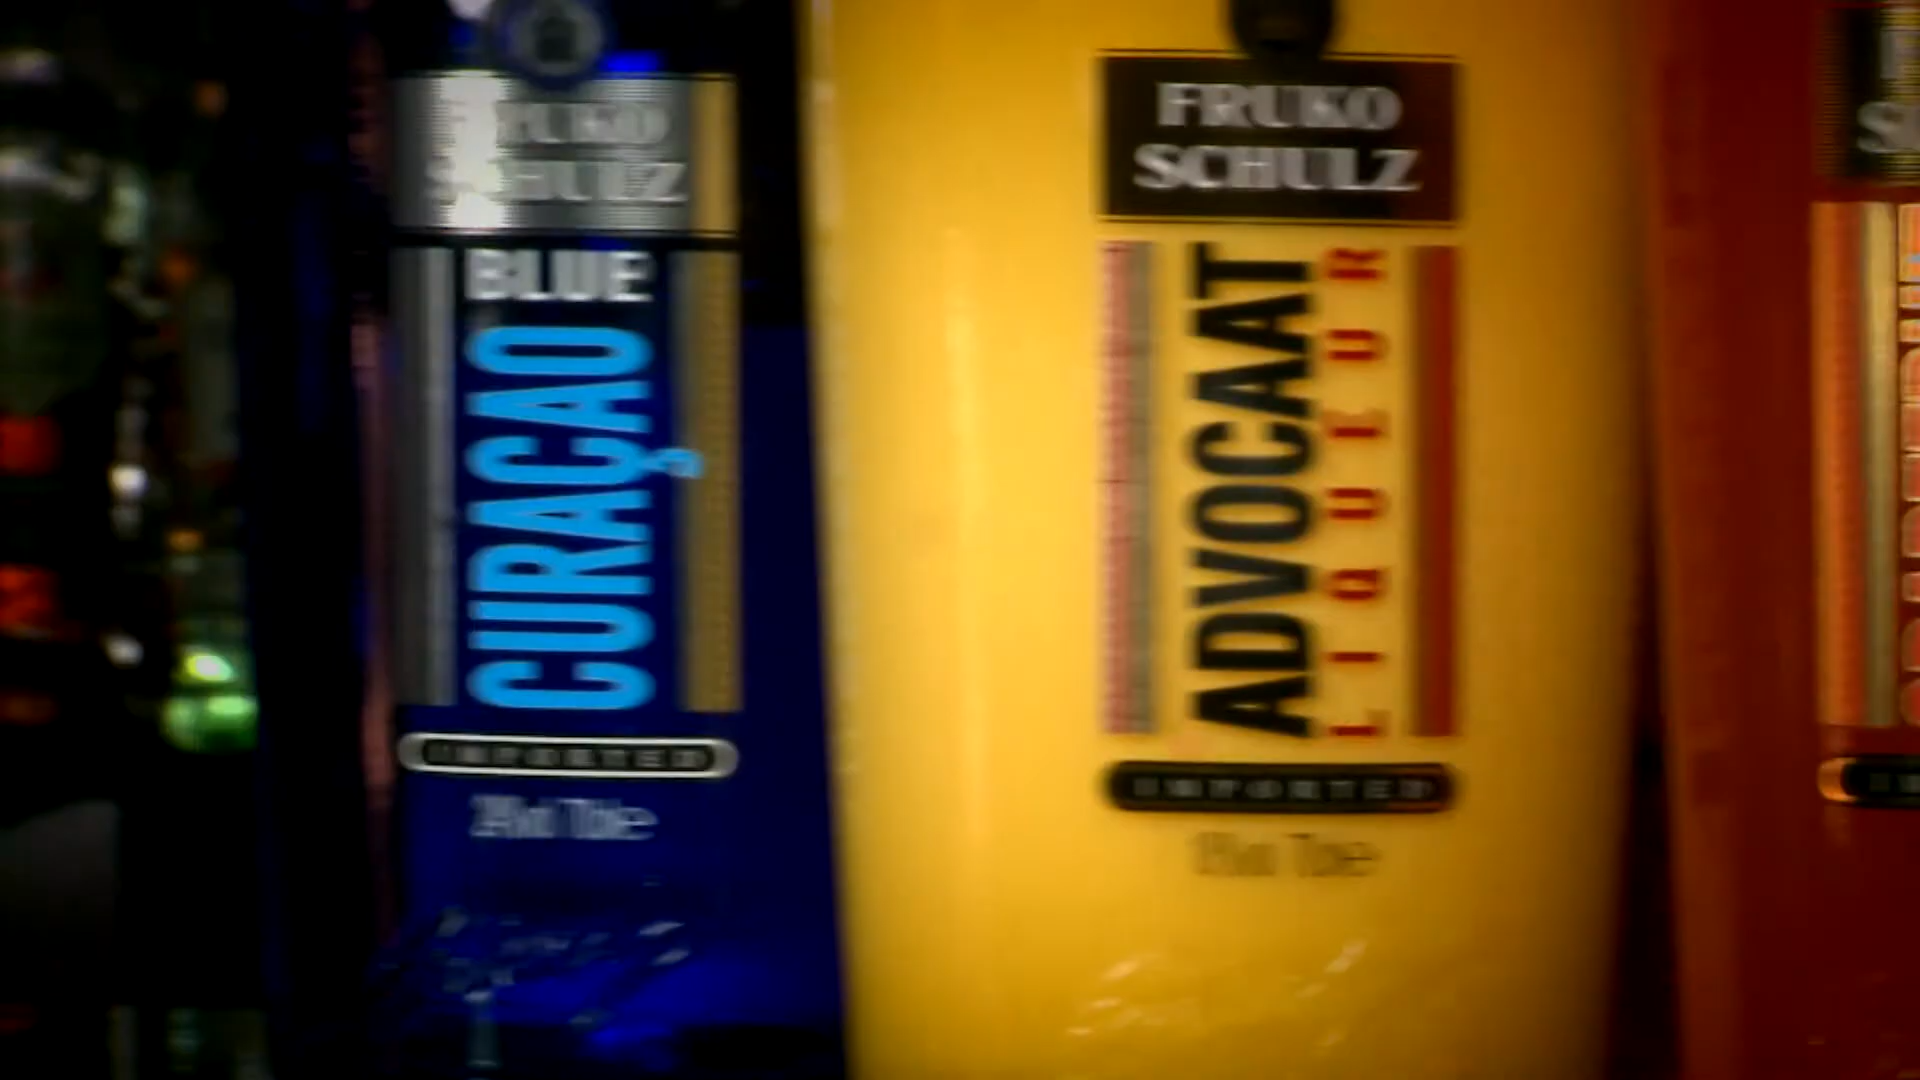 FRUKO
SCHULZ
BLUE
CURAÇAO
IMPORTED
FRUKO
SCHULZ
ADVOCAAT
LIQUEUR
IMPORTED